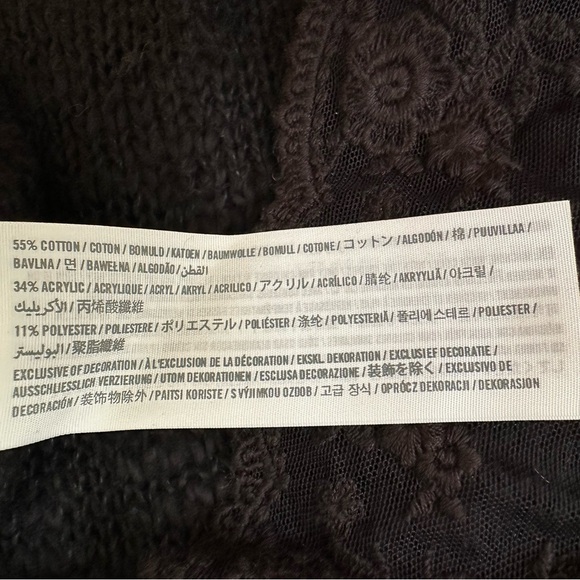 55% COTTON / COTON / BOMULD / KATOEN / BAUMWOLLE / BOMULL / COTONE / コットン / ALGODÓN / 棉 / PUUVILLAA /
BAVLNA / 면 / BAWEŁNA / ALGODÃO / القطن
34% ACRYLIC / ACRYLIQUE / ACRYL / AKRYL / ACRILICO / アクリル / ACRÍLICO / 腈纶 / AKRYYLIÄ / 아크릴 /
الأكريليك / 丙烯酸纖維
11% POLYESTER / POLIESTERE / ポリエステル / POLIÉSTER / 涤纶 / POLYESTERIÄ / 폴리에스테르 / POLIESTER /
البوليستر / 聚脂纖維
EXCLUSIVE OF DECORATION / À L'EXCLUSION DE LA DÉCORATION / EKSKL. DEKORATION / EXCLUSIEF DECORATIE /
AUSSCHLIESSLICH VERZIERUNG / UTOM DEKORATIONEN / ESCLUSA DECORAZIONE / 装飾を除く / EXCLUSIVO DE
DECORACIÓN / 装饰物除外 / PAITSI KORISTE / S VÝJIMKOU OZDOB / 고급 장식 / OPRÓCZ DEKORACJI / DEKORASJON